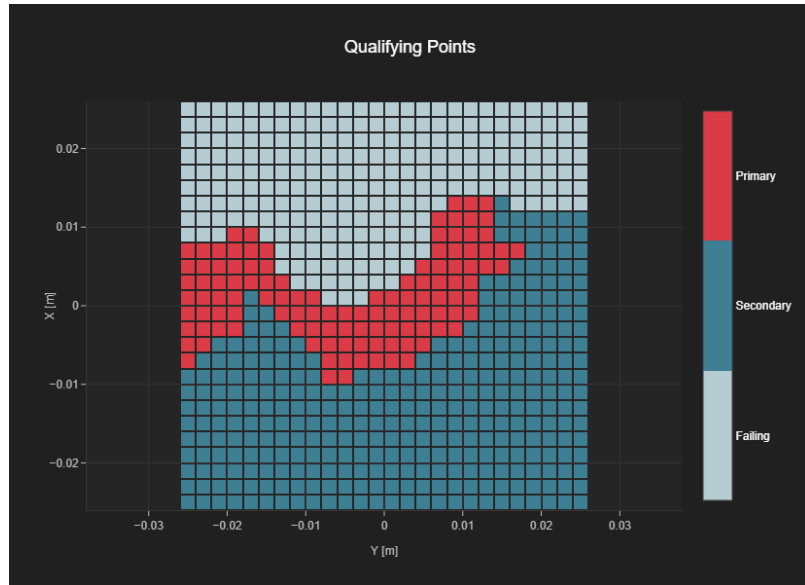 Qualifying Points
0.02
0.01
0
−0.01
−0.02
X [m]
−0.03
−0.02
−0.01
0
0.01
0.02
0.03
Y [m]
Primary
Secondary
Failing